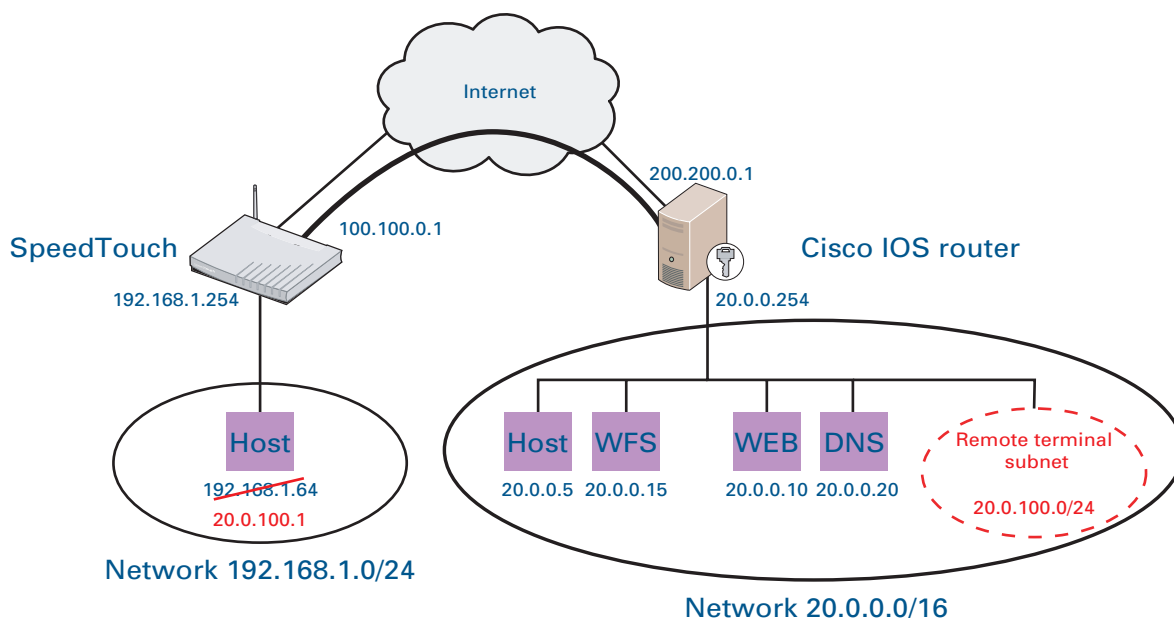 Internet
200.200.0.1
100.100.0.1
SpeedTouch
Cisco IOS router
192.168.1.254
20.0.0.254
Host
Host
WFS
WEB
DNS
Remote terminal
subnet
192.168.1.64
20.0.0.5
20.0.0.15
20.0.0.10
20.0.0.20
20.0.100.0/24
20.0.100.1
Network 192.168.1.0/24
Network 20.0.0.0/16